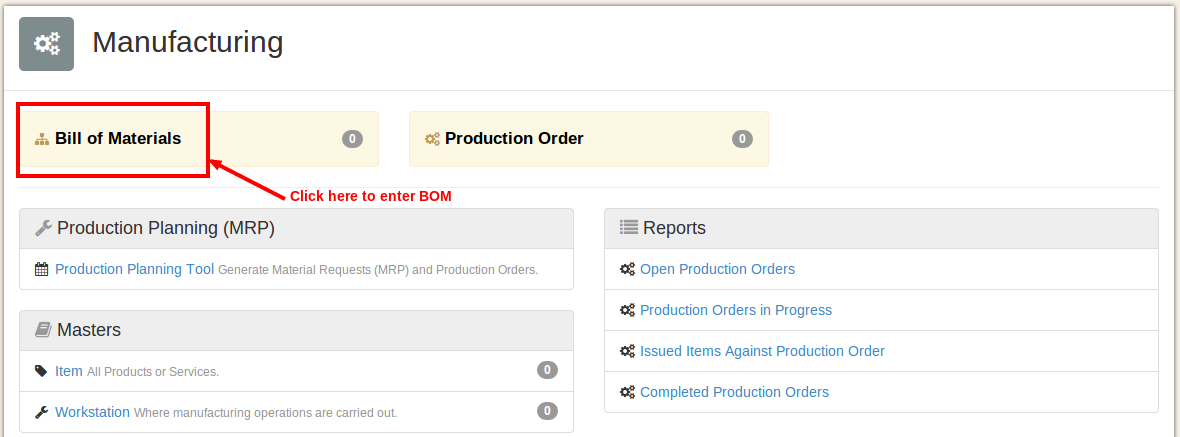 Manufacturing
Bill of Materials 0
Production Order 0
Click here to enter BOM
Production Planning (MRP)
Production Planning Tool Generate Material Requests (MRP) and Production Orders.
Masters
Item All Products or Services. 0
Workstation Where manufacturing operations are carried out. 0
Reports
Open Production Orders
Production Orders in Progress
Issued Items Against Production Order
Completed Production Orders